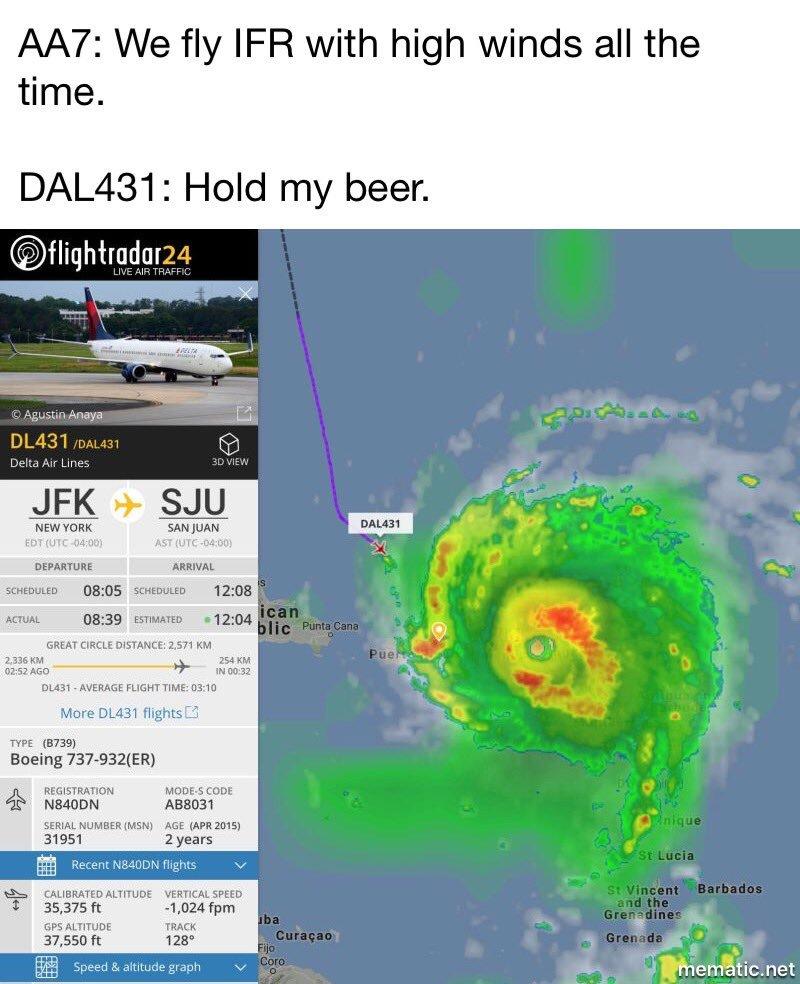 AA7: We fly IFR with high winds all the
time.
DAL431: Hold my beer.
flightradar24
LIVE AIR TRAFFIC
© Agustin Anaya
DL431 /DAL431
Delta Air Lines
3D VIEW
JFK
NEW YORK
EDT (UTC -04:00)
SJU
SAN JUAN
AST (UTC -04:00)
DEPARTURE
ARRIVAL
SCHEDULED 08:05 SCHEDULED 12:08
ACTUAL 08:39 ESTIMATED 12:04
GREAT CIRCLE DISTANCE: 2,571 KM
2,336 KM
02:52 AGO
254 KM
IN 00:32
DL431 - AVERAGE FLIGHT TIME: 03:10
More DL431 flights
TYPE (B739)
Boeing 737-932(ER)
REGISTRATION
N840DN
MODE-S CODE
AB8031
SERIAL NUMBER (MSN)
31951
AGE (APR 2015)
2 years
Recent N840DN flights
CALIBRATED ALTITUDE
35,375 ft
VERTICAL SPEED
-1,024 fpm
GPS ALTITUDE
37,550 ft
TRACK
128°
Speed & altitude graph
DAL431
ican
blic
Punta Cana
Puer
nique
St Lucia
St Vincent
and the
Grenadines
Barbados
Grenada
uba
Curaçao
Fijo
Coro
mematic.net